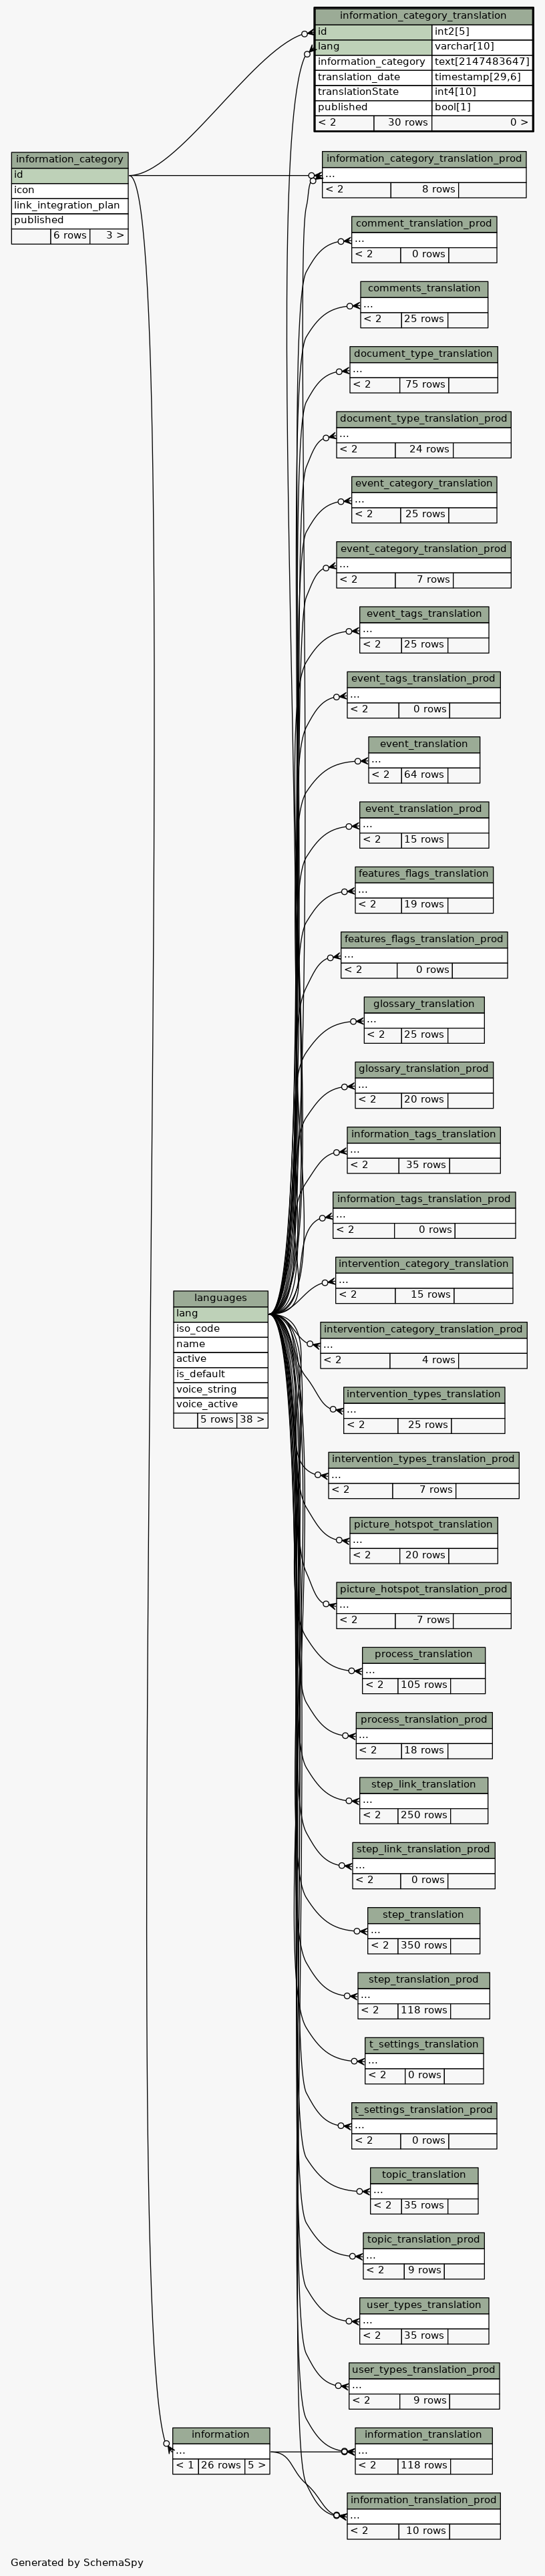 information_category_translation
id int2[5]
lang varchar[10]
information_category text[2147483647]
translation_date timestamp[29,6]
translationState int4[10]
published bool[1]
< 2 30 rows 0 >
information_category
id
icon
link_integration_plan
published
6 rows 3 >
information_category_translation_prod
...
< 2 8 rows
comment_translation_prod
...
< 2 0 rows
comments_translation
...
< 2 25 rows
document_type_translation
...
< 2 75 rows
document_type_translation_prod
...
< 2 24 rows
event_category_translation
...
< 2 25 rows
event_category_translation_prod
...
< 2 7 rows
event_tags_translation
...
< 2 25 rows
event_tags_translation_prod
...
< 2 0 rows
event_translation
...
< 2 64 rows
event_translation_prod
...
< 2 15 rows
features_flags_translation
...
< 2 19 rows
features_flags_translation_prod
...
< 2 0 rows
glossary_translation
...
< 2 25 rows
glossary_translation_prod
...
< 2 20 rows
information_tags_translation
...
< 2 35 rows
information_tags_translation_prod
...
< 2 0 rows
intervention_category_translation
...
< 2 15 rows
languages
lang
iso_code
name
active
is_default
voice_string
voice_active
5 rows 38 >
intervention_category_translation_prod
...
< 2 4 rows
intervention_types_translation
...
< 2 25 rows
intervention_types_translation_prod
...
< 2 7 rows
picture_hotspot_translation
...
< 2 20 rows
picture_hotspot_translation_prod
...
< 2 7 rows
process_translation
...
< 2 105 rows
process_translation_prod
...
< 2 18 rows
step_link_translation
...
< 2 250 rows
step_link_translation_prod
...
< 2 0 rows
step_translation
...
< 2 350 rows
step_translation_prod
...
< 2 118 rows
t_settings_translation
...
< 2 0 rows
t_settings_translation_prod
...
< 2 0 rows
topic_translation
...
< 2 35 rows
topic_translation_prod
...
< 2 9 rows
user_types_translation
...
< 2 35 rows
user_types_translation_prod
...
< 2 9 rows
information
...
< 1 26 rows 5 >
information_translation
...
< 2 118 rows
information_translation_prod
...
< 2 10 rows
Generated by SchemaSpy